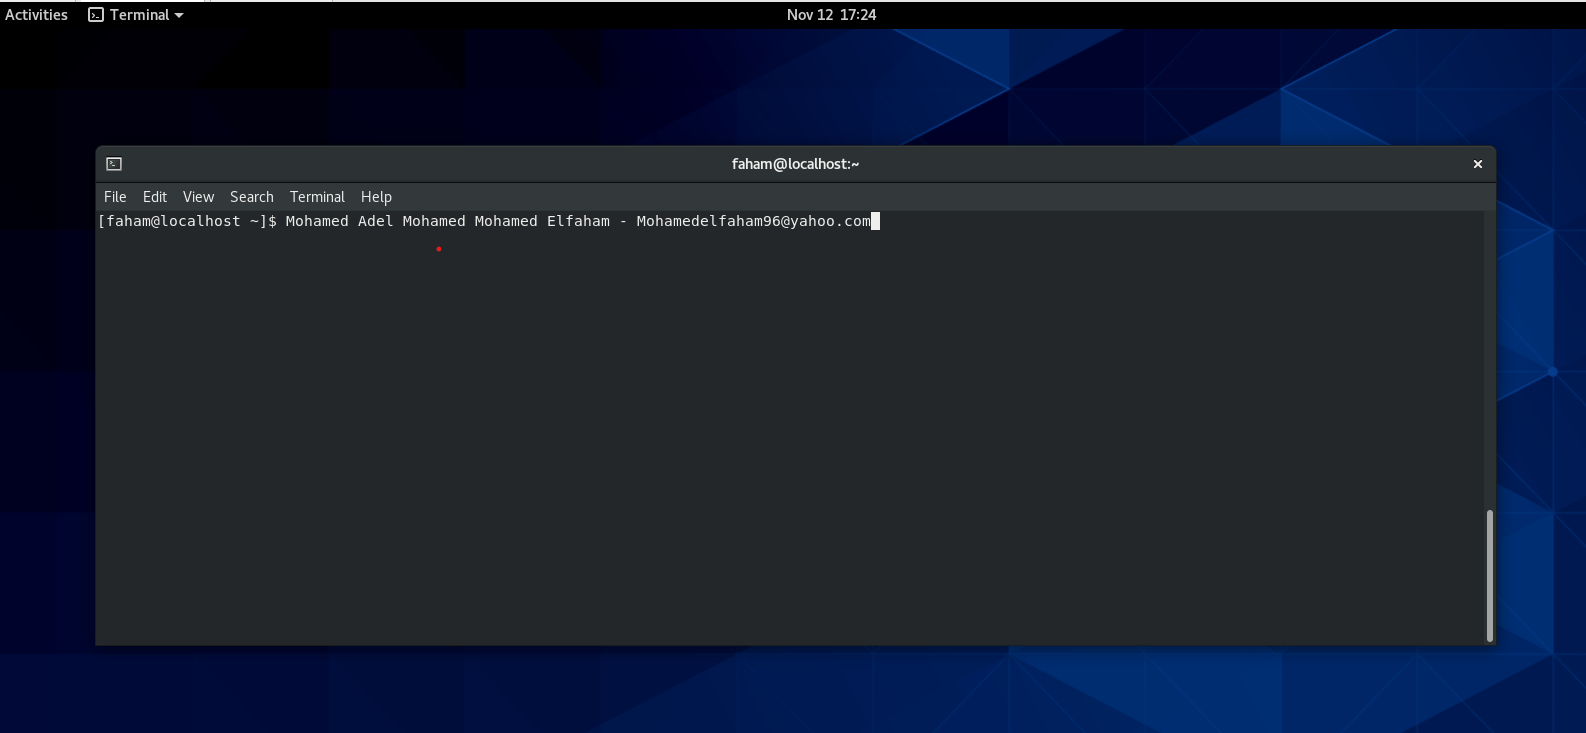 Activities Terminal Nov 12 17:24
faham@localhost:~
File Edit View Search Terminal Help
[faham@localhost ~]$ Mohamed Adel Mohamed Mohamed Elfaham - Mohamedelfaham96@yahoo.com